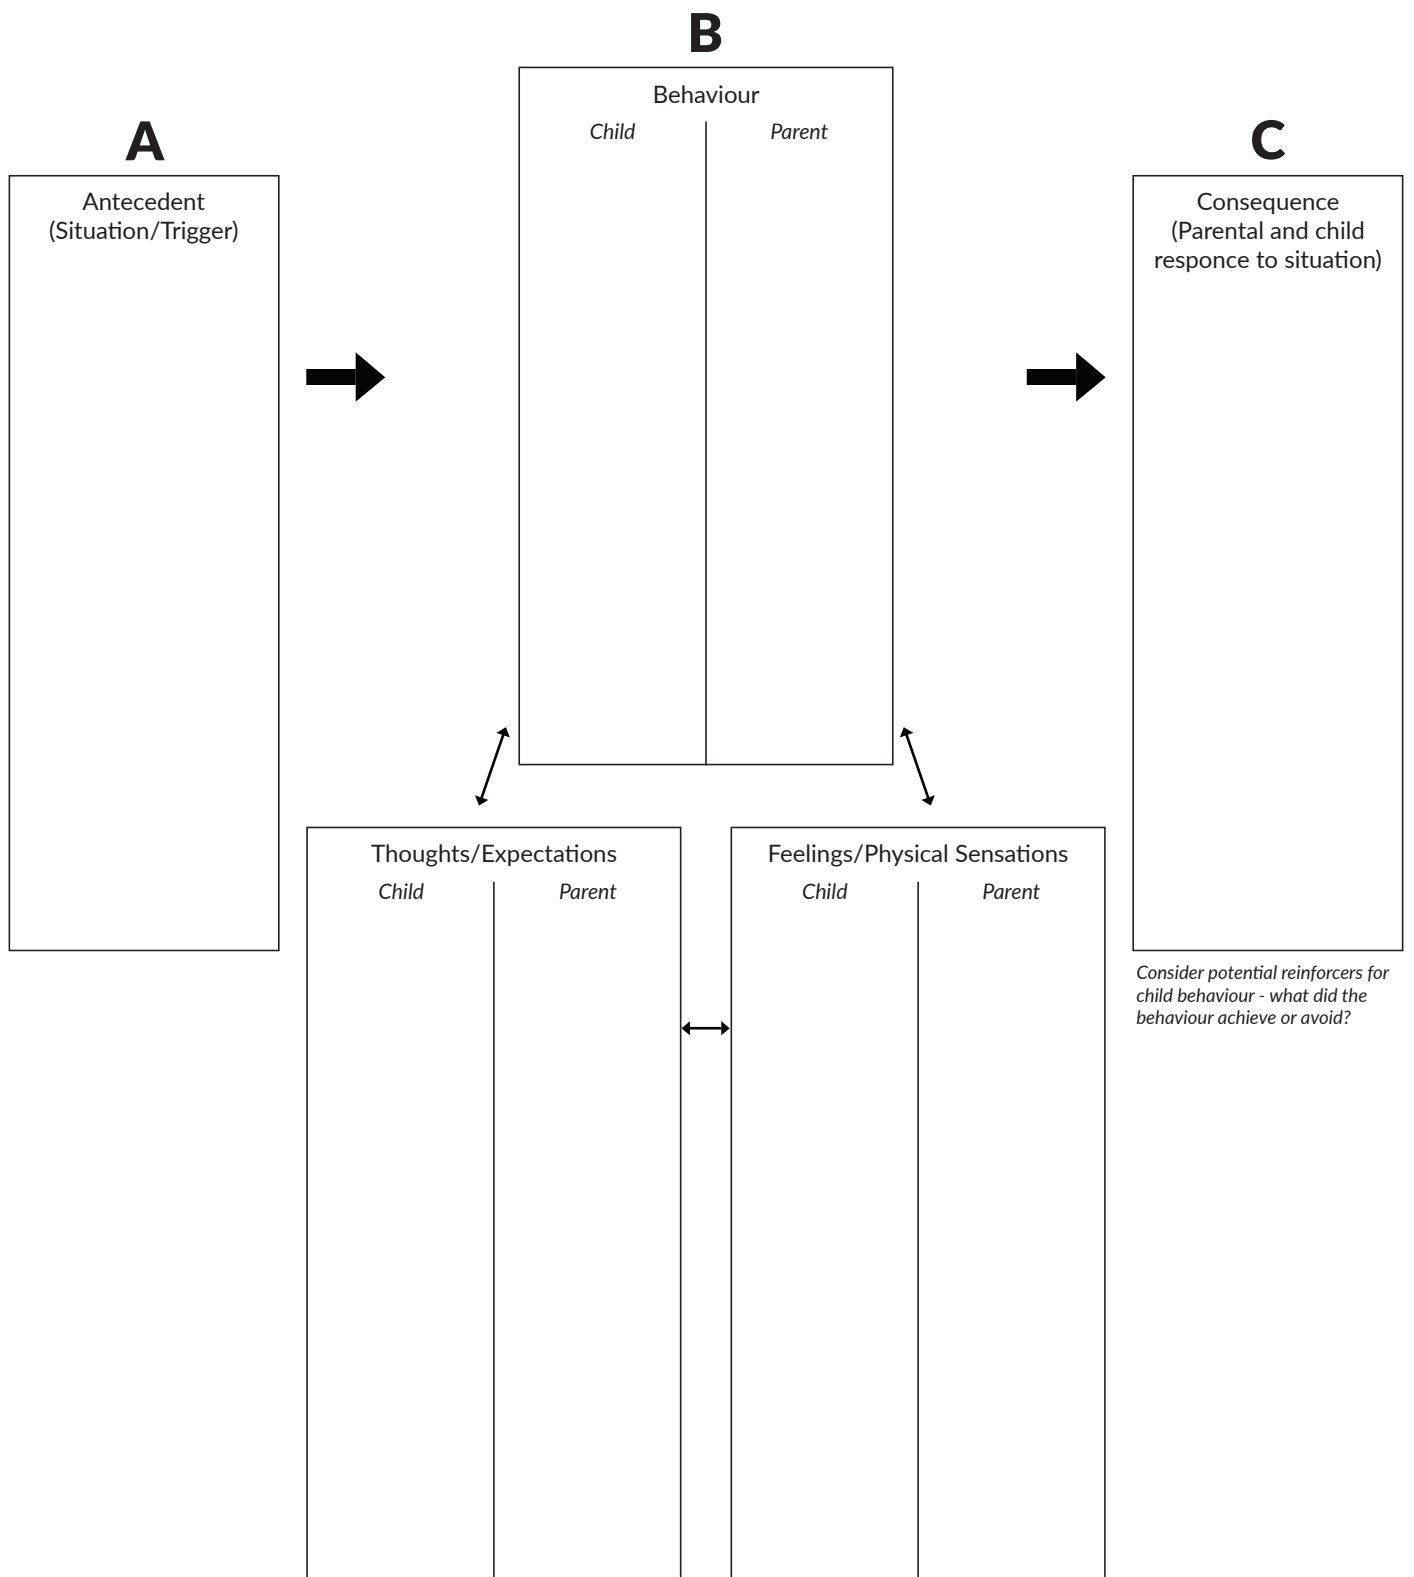 B
Behaviour
Child
Parent
A
Antecedent
(Situation/Trigger)
C
Consequence
(Parental and child
responce to situation)
Thoughts/Expectations
Child
Parent
Feelings/Physical Sensations
Child
Parent
Consider potential reinforcers for
child behaviour - what did the
behaviour achieve or avoid?